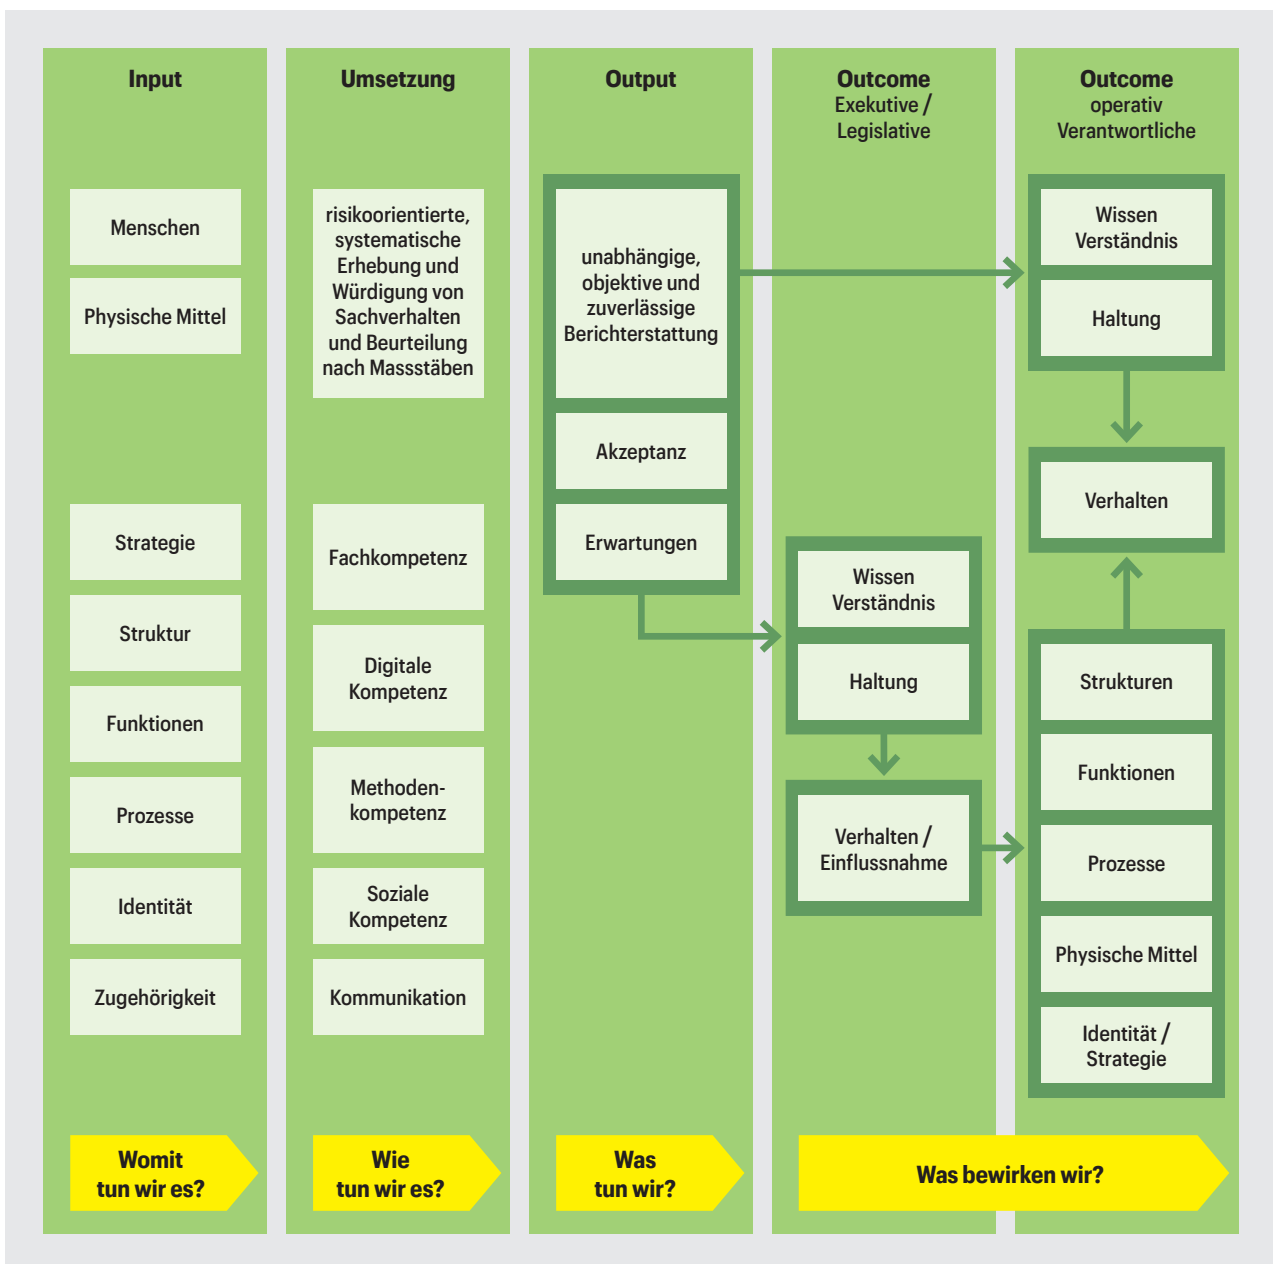 Input
Menschen
Physische Mittel
Strategie
Struktur
Funktionen
Prozesse
Identität
Zugehörigkeit
Womit
tun wir es?
Umsetzung
risikoorientierte,
systematische
Erhebung und
Würdigung von
Sachverhalten
und Beurteilung
nach Massstäben
Fachkompetenz
Digitale
Kompetenz
Methoden-
kompetenz
Soziale
Kompetenz
Kommunikation
Wie
tun wir es?
Output
unabhängige,
objektive und
zuverlässige
Berichterstattung
Akzeptanz
Erwartungen
Was
tun wir?
Outcome
Exekutive /
Legislative
Wissen
Verständnis
Haltung
Verhalten /
Einflussnahme
Outcome
operativ
Verantwortliche
Wissen
Verständnis
Haltung
Verhalten
Strukturen
Funktionen
Prozesse
Physische Mittel
Identität /
Strategie
Was bewirken wir?